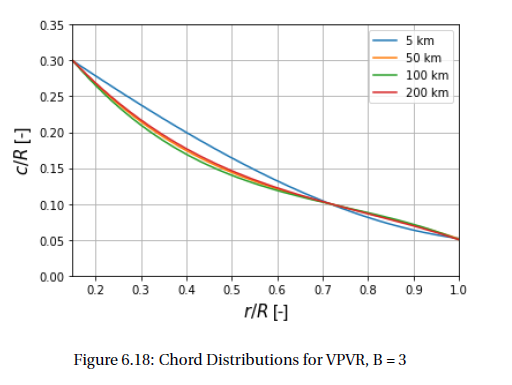 0.35
0.30
0.25
0.20
0.15
0.10
0.05
0.00
c/R [-]
5 km
50 km
100 km
200 km
0.2 0.3 0.4 0.5 0.6 0.7 0.8 0.9 1.0
r/R [-]
Figure 6.18: Chord Distributions for VPVR, B = 3